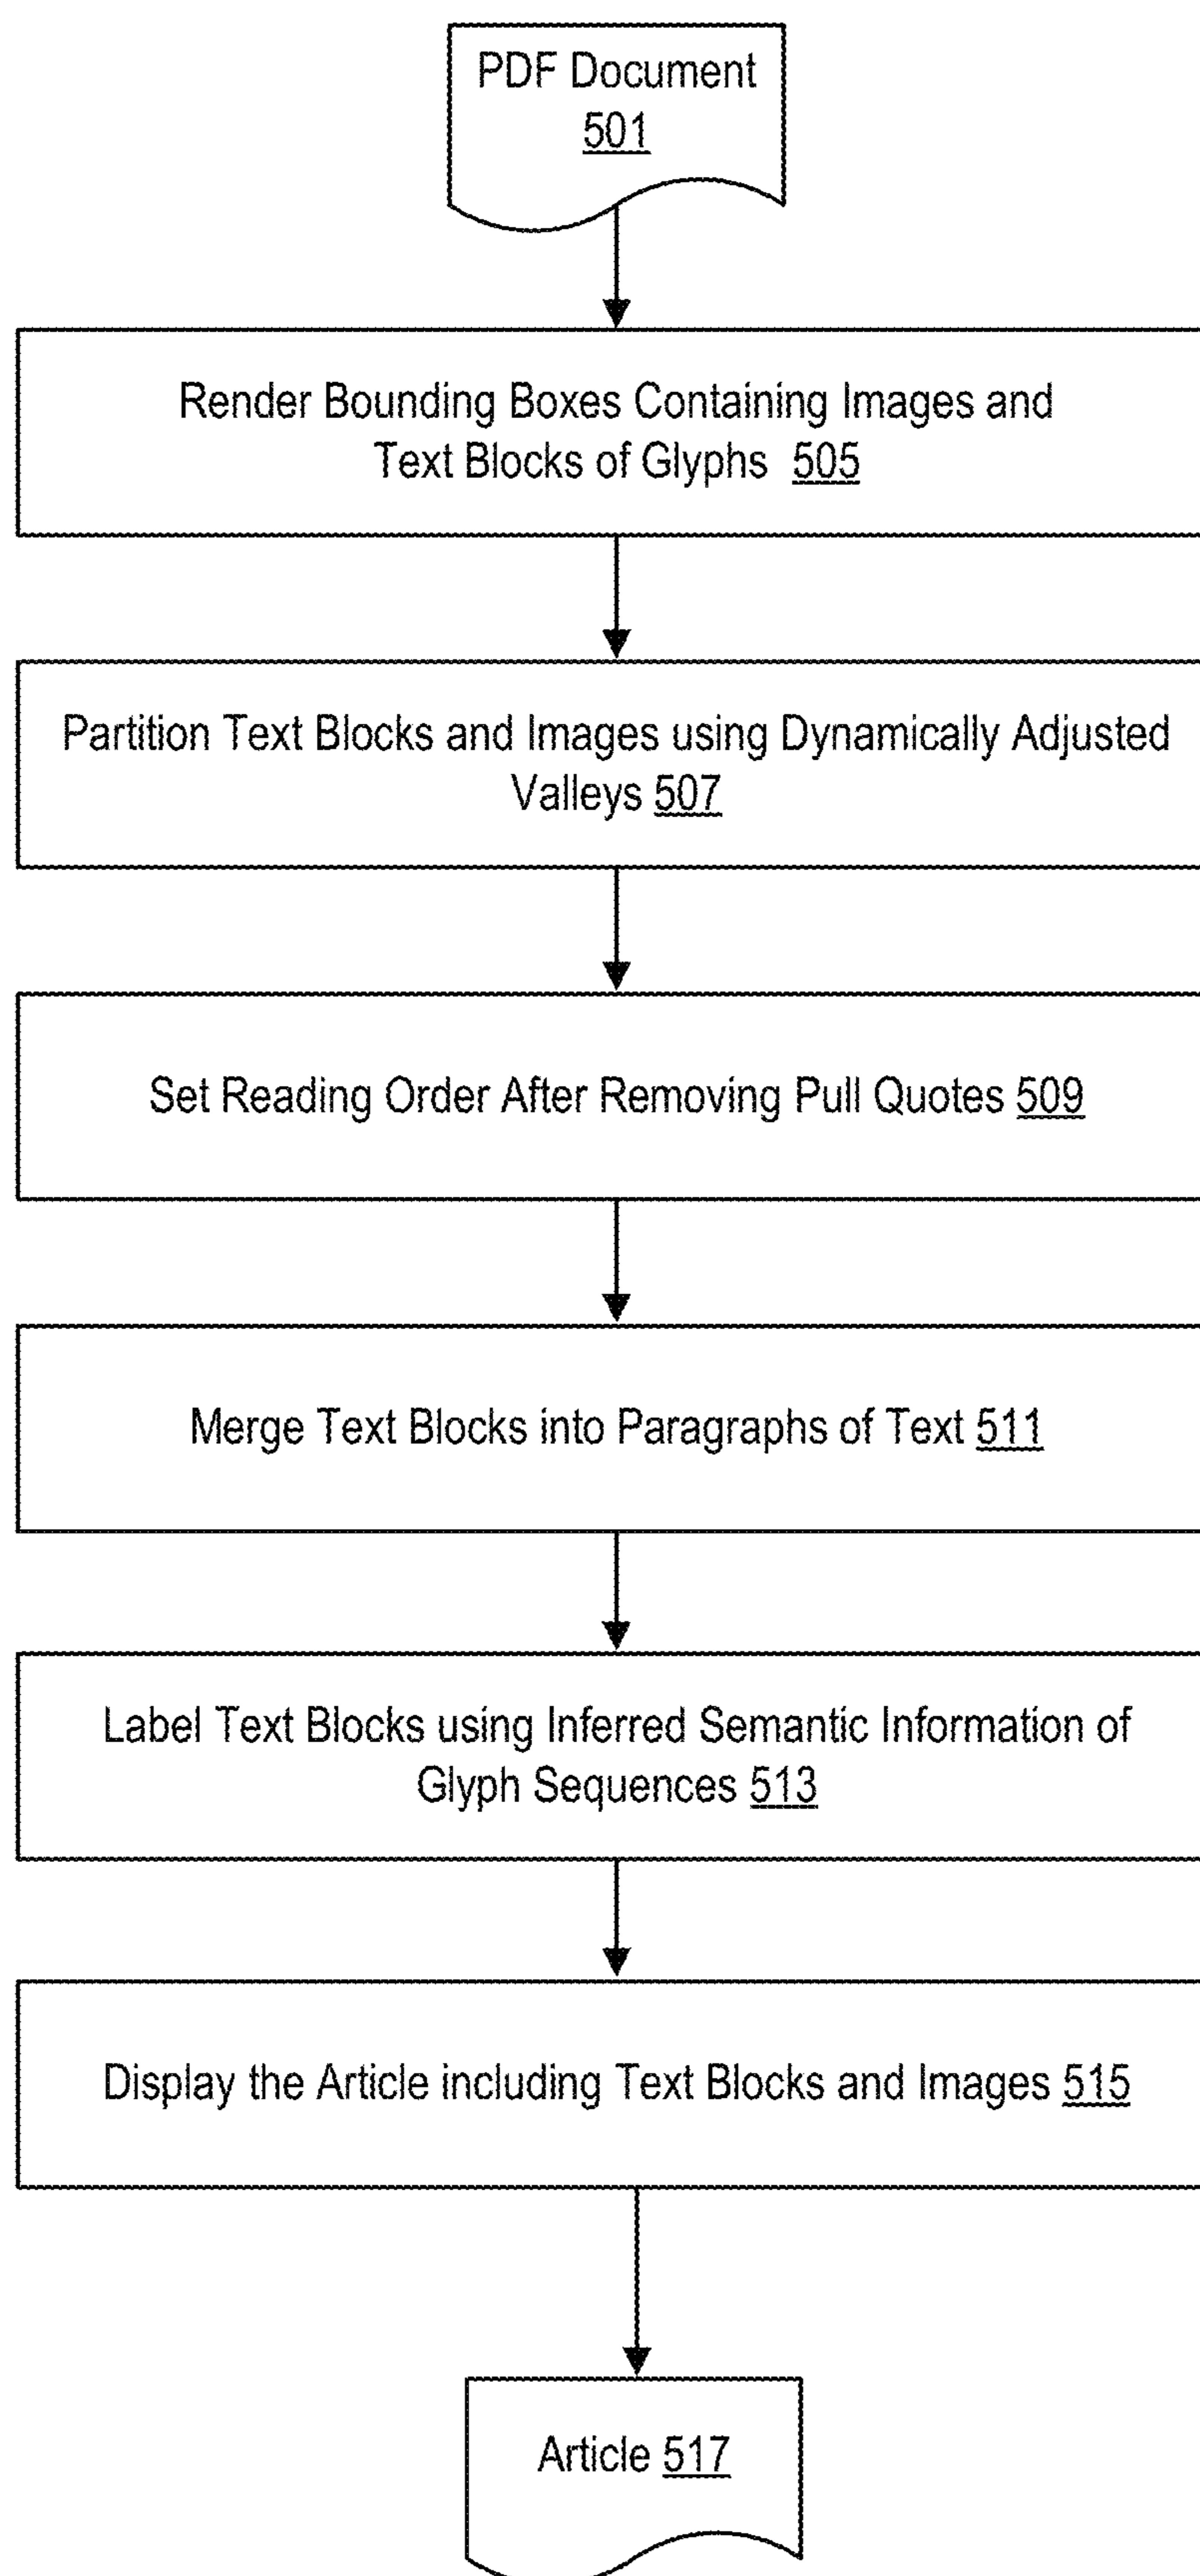 PDF Document
501
Render Bounding Boxes Containing Images and
Text Blocks of Glyphs 505
Partition Text Blocks and Images using Dynamically Adjusted
Valleys 507
Set Reading Order After Removing Pull Quotes 509
Merge Text Blocks into Paragraphs of Text 511
Label Text Blocks using Inferred Semantic Information of
Glyph Sequences 513
Display the Article including Text Blocks and Images 515
Article 517